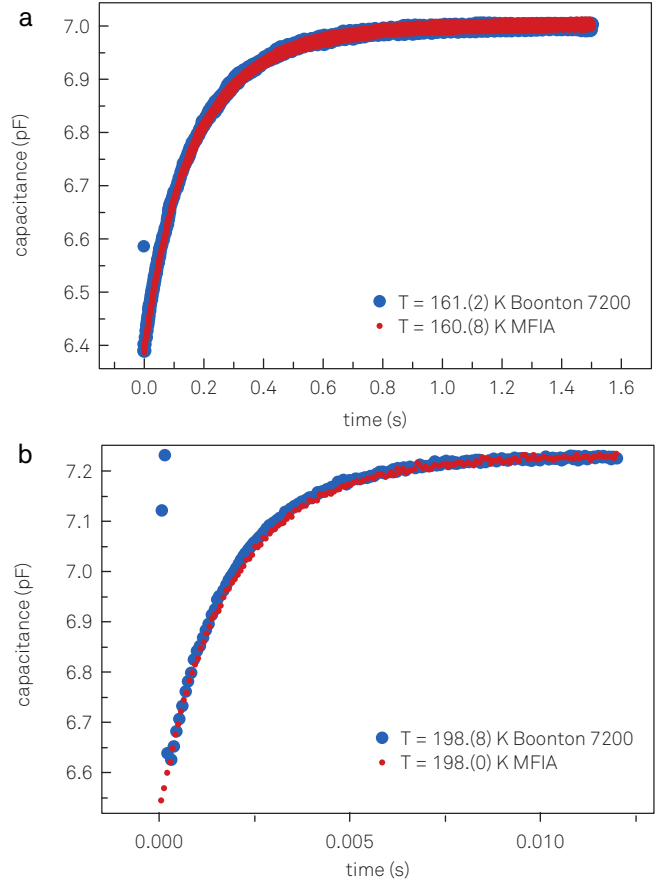 a
7.0
6.9
6.8
6.7
6.6
6.5
6.4
capacitance (pF)
T = 161.(2) K Boonton 7200
T = 160.(8) K MFIA
0.0 0.2 0.4 0.6 0.8 1.0 1.2 1.4 1.6
time (s)
b
7.2
7.1
7.0
6.9
6.8
6.7
6.6
capacitance (pF)
T = 198.(8) K Boonton 7200
T = 198.(0) K MFIA
0.000 0.005 0.010
time (s)